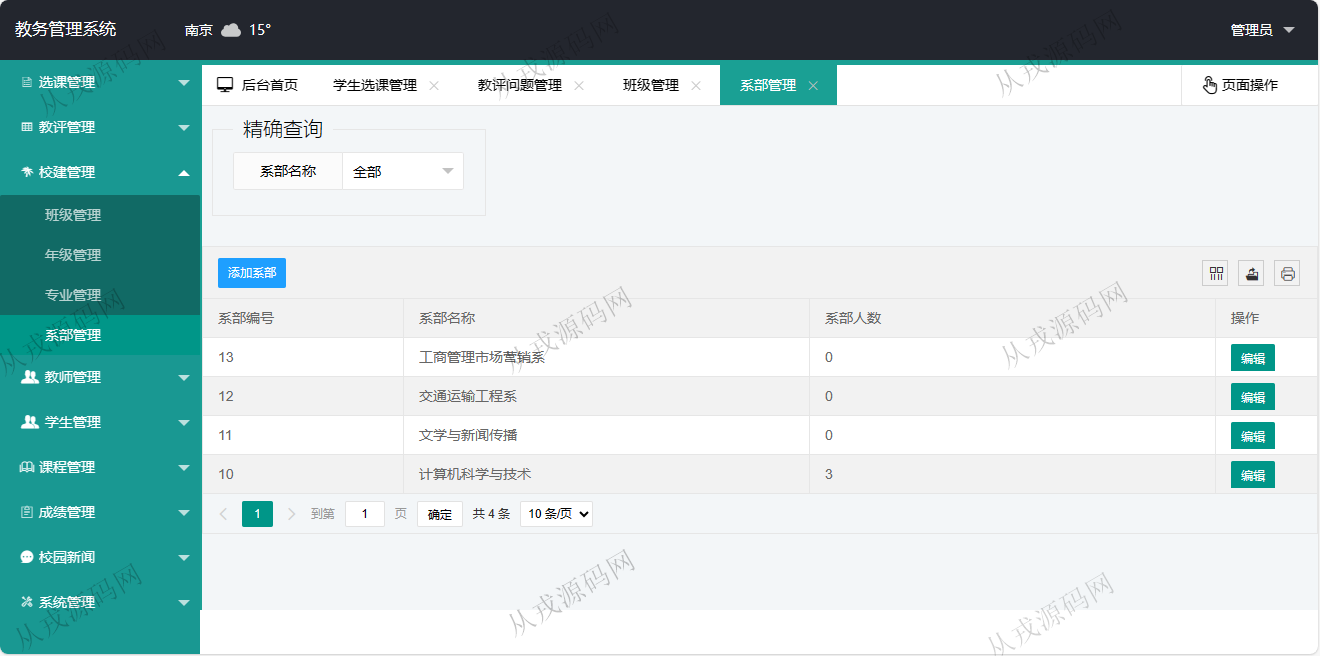 教务管理系统 南京 15° 管理员
选课管理
教评管理
校建管理
班级管理
年级管理
专业管理
系部管理
教师管理
学生管理
课程管理
成绩管理
校园新闻
系统管理
后台首页 学生选课管理 教评问题管理 班级管理 系部管理 页面操作
精确查询
系部名称 全部
添加系部
系部编号 系部名称 系部人数 操作
13 工商管理市场营销系 0 编辑
12 交通运输工程系 0 编辑
11 文学与新闻传播 0 编辑
10 计算机科学与技术 3 编辑
1 到第 1 页 确定 共 4 条 10 条/页
从戎源码网
从戎源码网
从戎源码网
从戎源码网
从戎源码网
从戎源码网
从戎源码网
从戎源码网
从戎源码网